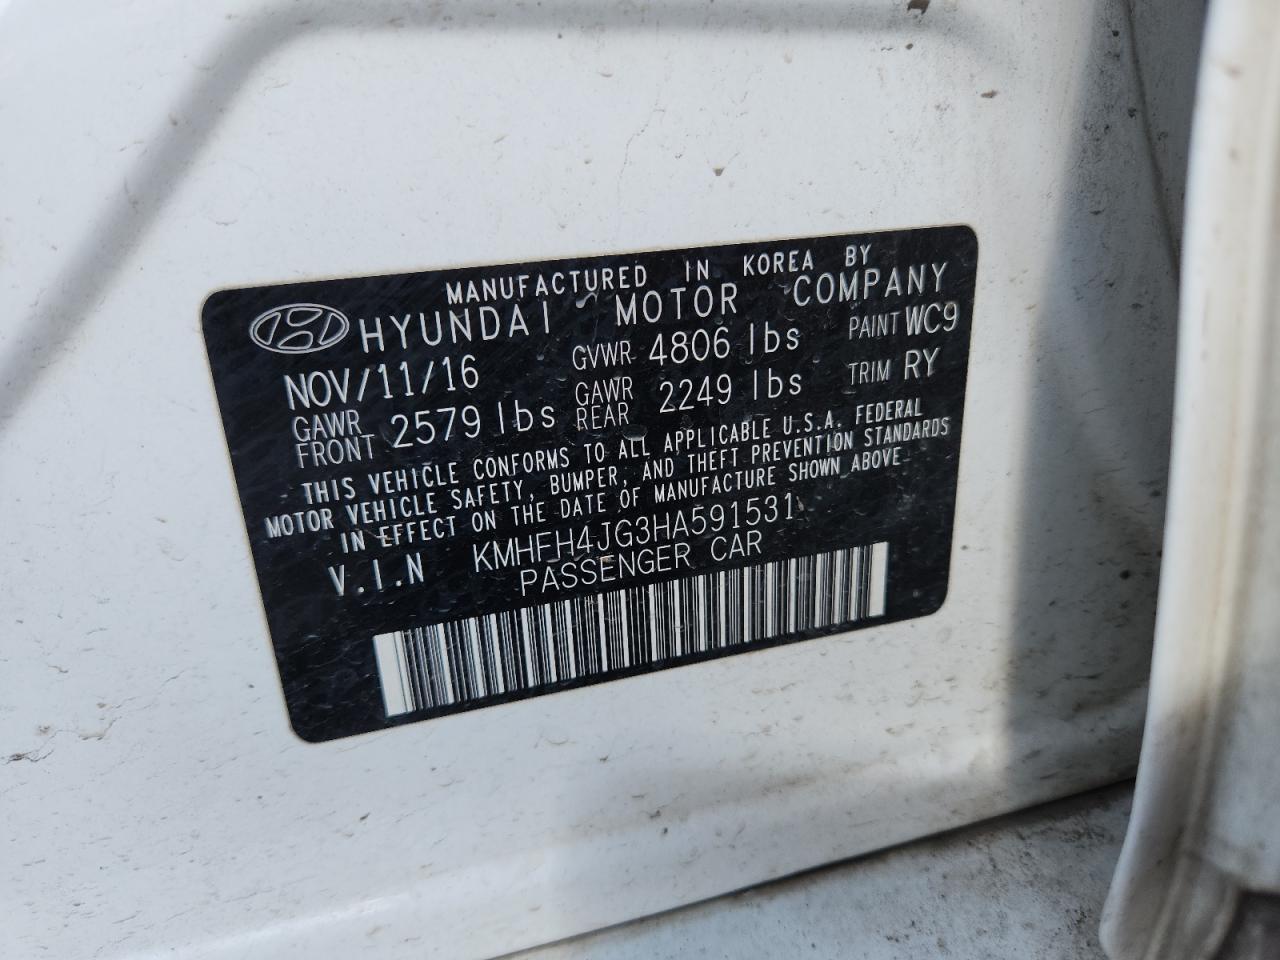 MANUFACTURED IN KOREA BY
HYUNDAI MOTOR COMPANY
NOV/11/16 GVWR 4806 lbs PAINT WC9
GAWR FRONT 2579 lbs GAWR REAR 2249 lbs TRIM RY
THIS VEHICLE CONFORMS TO ALL APPLICABLE U.S.A. FEDERAL
MOTOR VEHICLE SAFETY, BUMPER, AND THEFT PREVENTION STANDARDS
IN EFFECT ON THE DATE OF MANUFACTURE SHOWN ABOVE
V.I.N KMHFH4JG3HA591531
PASSENGER CAR